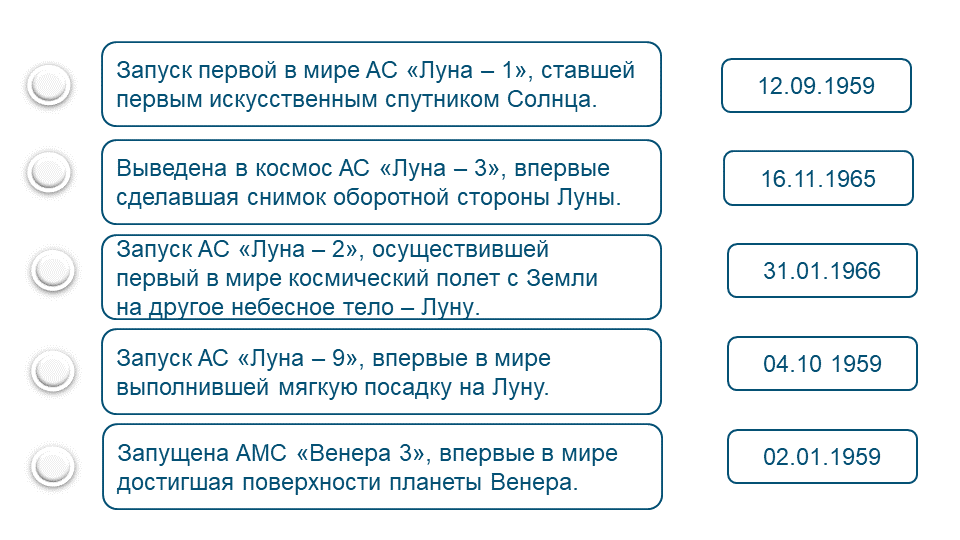 Запуск первой в мире АС «Луна – 1», ставшей
первым искусственным спутником Солнца.
12.09.1959
Выведена в космос АС «Луна – 3», впервые
сделавшая снимок оборотной стороны Луны.
16.11.1965
Запуск АС «Луна – 2», осуществившей
первый в мире космический полет с Земли
на другое небесное тело – Луну.
31.01.1966
Запуск АС «Луна – 9», впервые в мире
выполнившей мягкую посадку на Луну.
04.10 1959
Запущена АМС «Венера 3», впервые в мире
достигшая поверхности планеты Венера.
02.01.1959